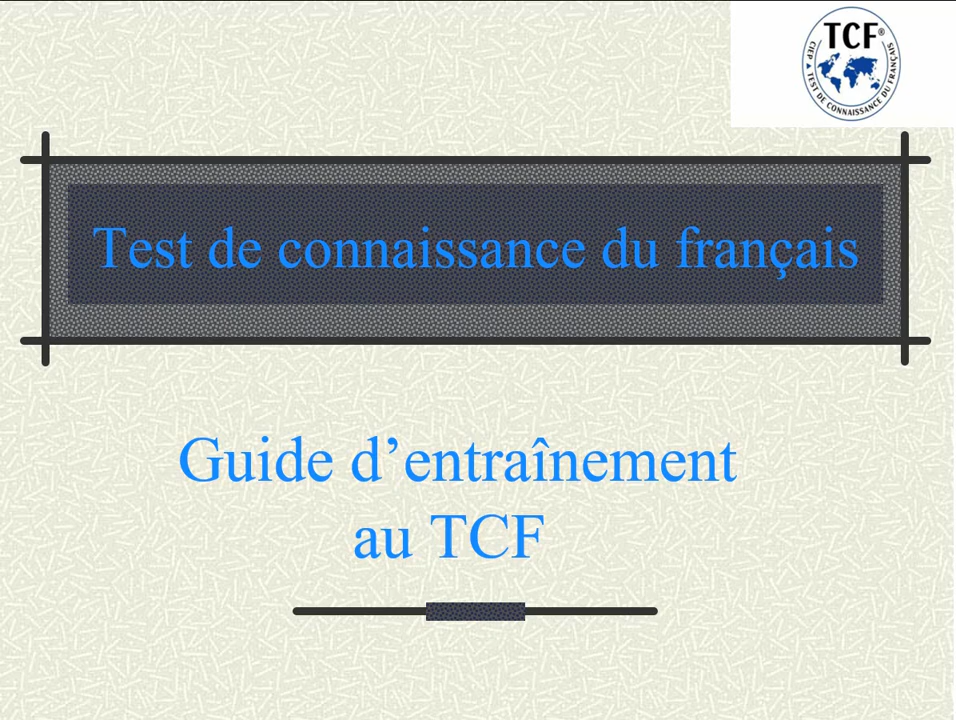 TCF®
CIEP ▲ TEST DE CONNAISSANCE DU FRANÇAIS
Test de connaissance du français
Guide d’entraînement
au TCF